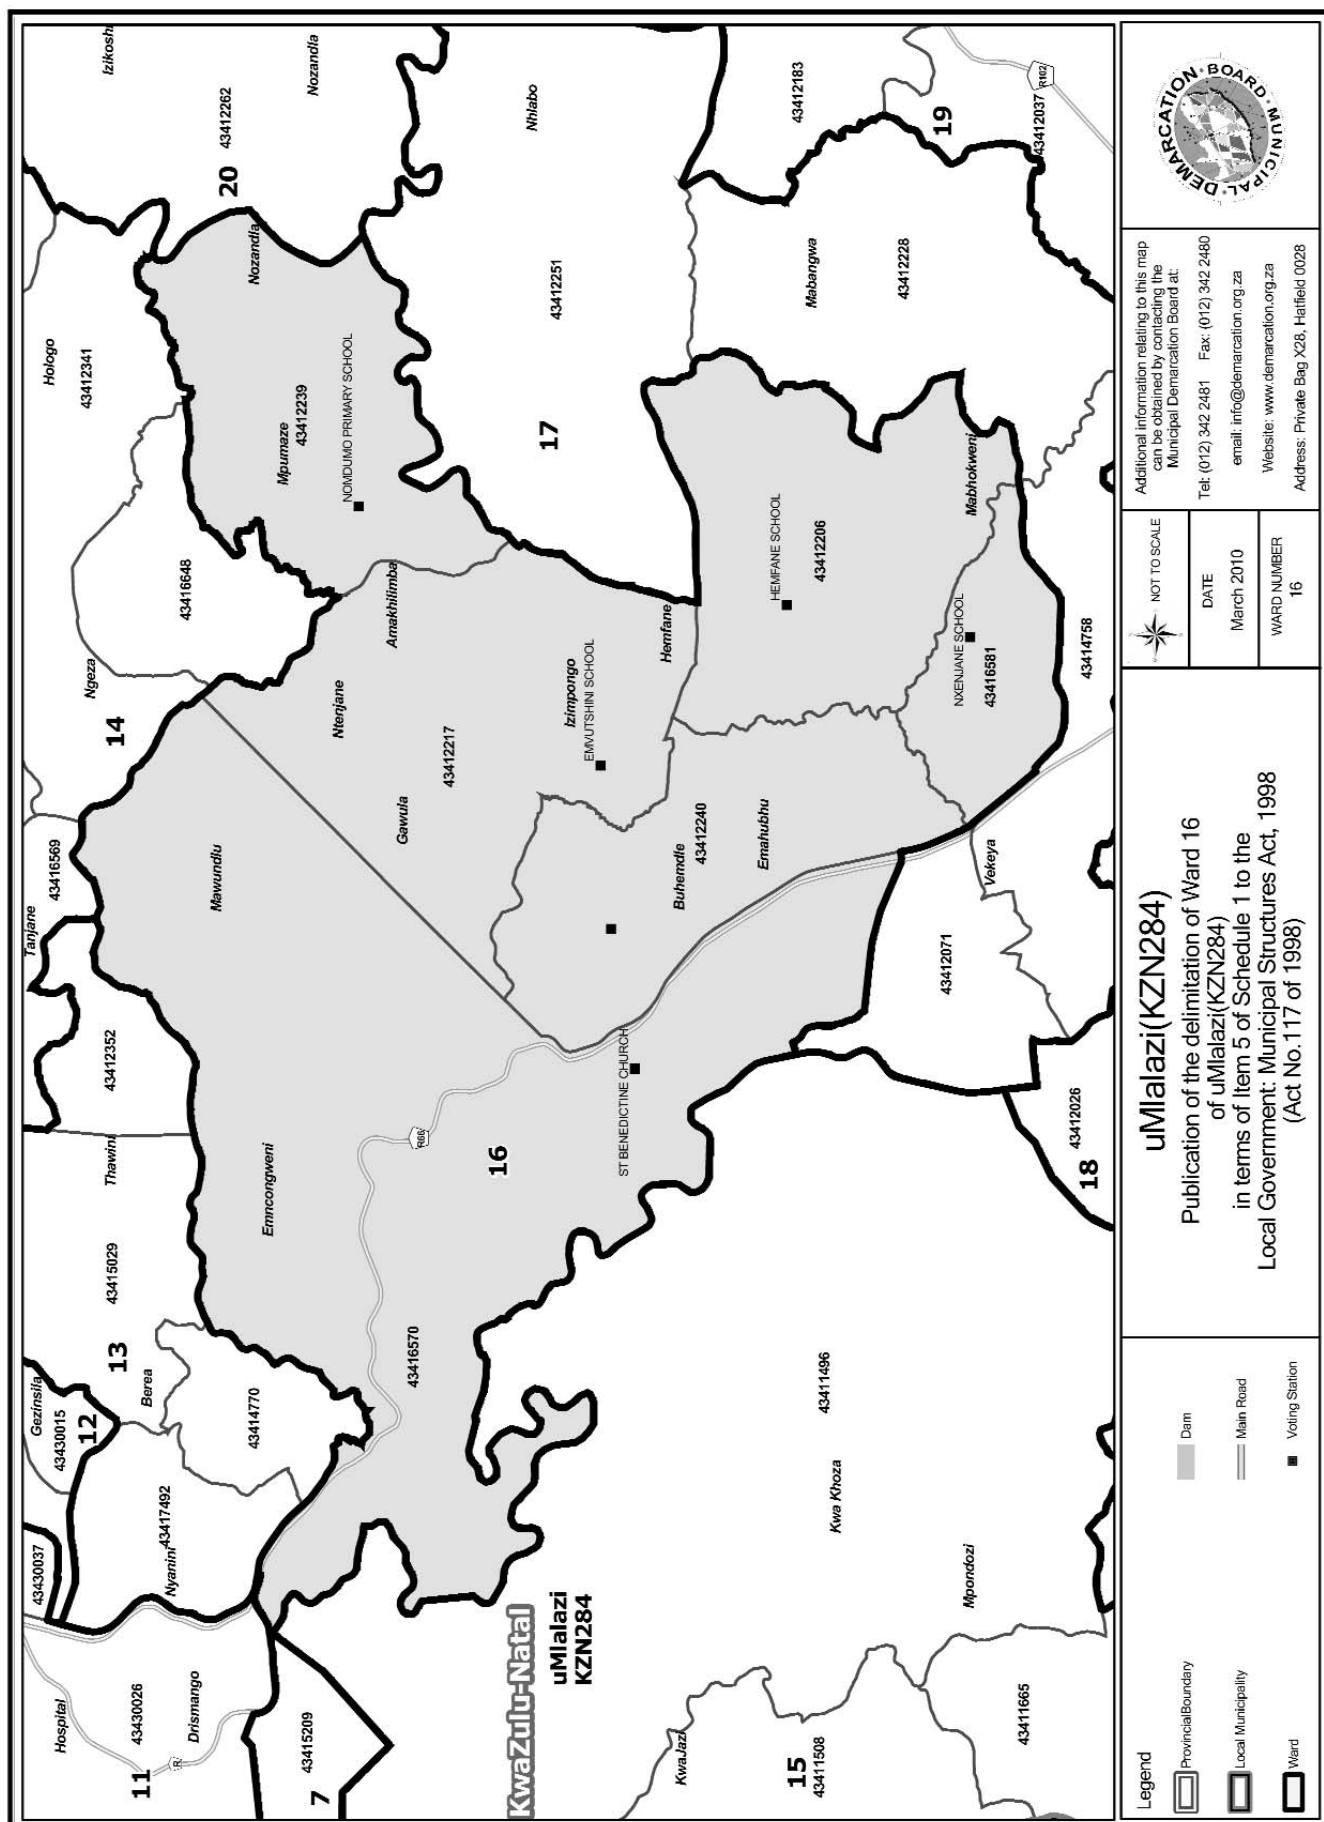 Hospital
43430026
Drismango
11
R
43415209
7
43430037
43417492
Nyanini
Gezinsila
43430015
12
Berea
13
43414770
43415029
Thawini
43412352
Tanjane
43416569
14
Ngeza
43416648
Hologo
43412341
Izikoshi
43412262
20
Nozandla
Nozandla
Mpumaze
43412239
NOMDUMO PRIMARY SCHOOL
Nhlabo
43412251
17
Emncongweni
Mawundlu
Ntenjane
Amakhilimba
Gawula
43412217
Izimpongo
EMVUTSHINI SCHOOL
Hemfane
R66
16
43416570
ST BENEDICTINE CHURCH
Buhemdle
43412240
Emahubhu
HEMFANE SCHOOL
43412206
Mabhokweni
NXENJANE SCHOOL
43416581
43412183
19
43412037
R102
Mabangwa
43412228
43414758
Vekeya
43412071
43412026
18
KwaZulu-Natal
uMlalazi
KZN284
43411496
Kwa Khoza
Mpondozi
KwaJazi
15
43411508
43411665
Legend
ProvincialBoundary
Local Municipality
Ward
Dam
Main Road
Voting Station
uMlalazi(KZN284)
Publication of the delimitation of Ward 16
of uMlalazi(KZN284)
in terms of Item 5 of Schedule 1 to the
Local Government: Municipal Structures Act, 1998
(Act No.117 of 1998)
NOT TO SCALE
DATE
March 2010
WARD NUMBER
16
Additional information relating to this map
can be obtained by contacting the
Municipal Demarcation Board at:
Tel: (012) 342 2481 Fax: (012) 342 2480
email: info@demarcation.org.za
Website: www.demarcation.org.za
Address: Private Bag X28, Hatfield 0028
MUNICIPAL DEMARCATION BOARD